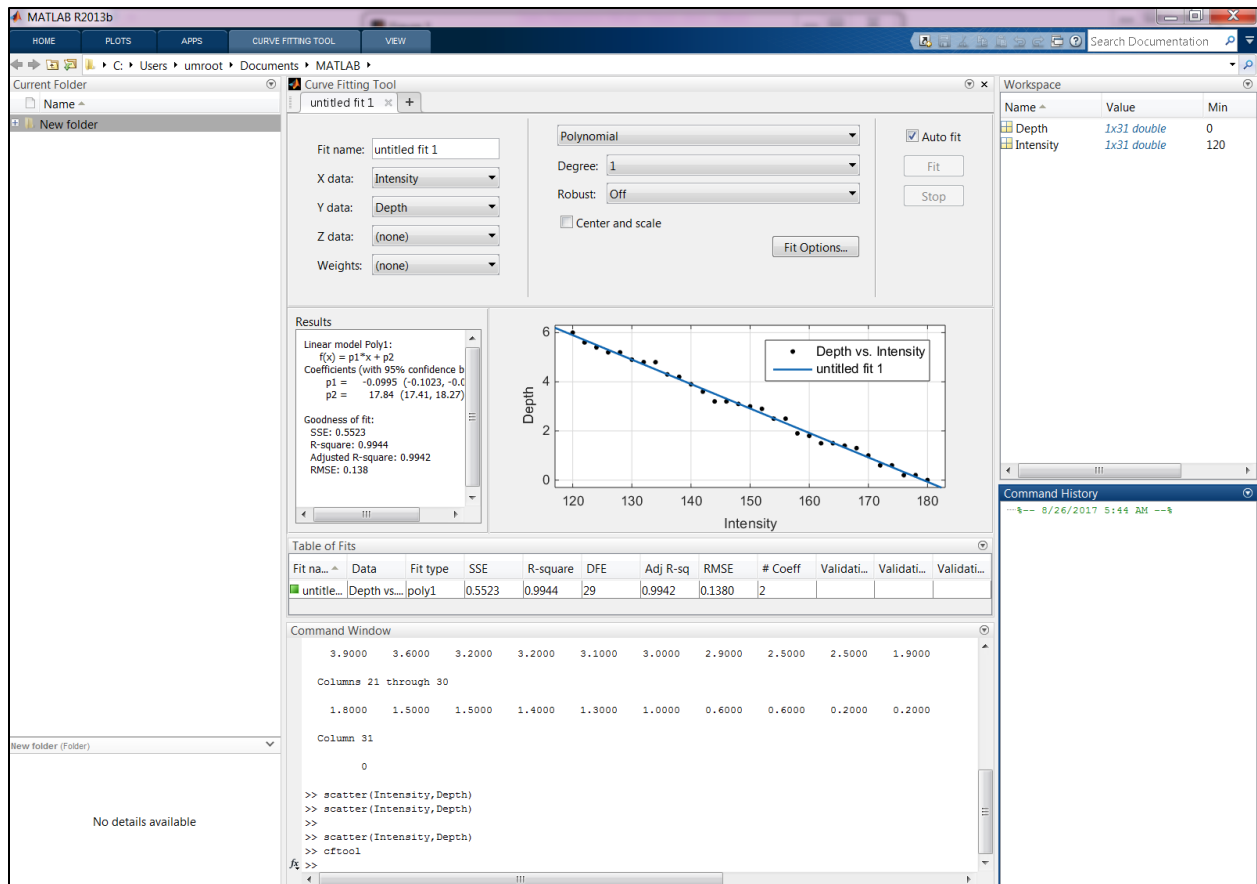 MATLAB R2013b
HOME PLOTS APPS CURVE FITTING TOOL VIEW
Search Documentation
C: Users umroot Documents MATLAB
Current Folder
Name
New folder
New folder (Folder)
No details available
Curve Fitting Tool
untitled fit 1
Fit name: untitled fit 1
X data: Intensity
Y data: Depth
Z data: (none)
Weights: (none)
Polynomial
Degree: 1
Robust: Off
Center and scale
Fit Options...
Auto fit
Fit
Stop
Results
Linear model Poly1:
f(x) = p1*x + p2
Coefficients (with 95% confidence b
p1 = -0.0995 (-0.1023, -0.0
p2 = 17.84 (17.41, 18.27)
Goodness of fit:
SSE: 0.5523
R-square: 0.9944
Adjusted R-square: 0.9942
RMSE: 0.138
Depth vs. Intensity
untitled fit 1
Depth
6
4
2
0
120 130 140 150 160 170 180
Intensity
Table of Fits
Fit na... Data Fit type SSE R-square DFE Adj R-sq RMSE # Coeff Validati... Validati... Validati...
untitle... Depth vs.... poly1 0.5523 0.9944 29 0.9942 0.1380 2
Command Window
3.9000 3.6000 3.2000 3.2000 3.1000 3.0000 2.9000 2.5000 2.5000 1.9000
Columns 21 through 30
1.8000 1.5000 1.5000 1.4000 1.3000 1.0000 0.6000 0.6000 0.2000 0.2000
Column 31
0
>> scatter(Intensity,Depth)
>> scatter(Intensity,Depth)
>>
>> scatter(Intensity,Depth)
>> cftool
fx >>
Workspace
Name Value Min
Depth 1x31 double 0
Intensity 1x31 double 120
Command History
%-- 8/26/2017 5:44 AM --%